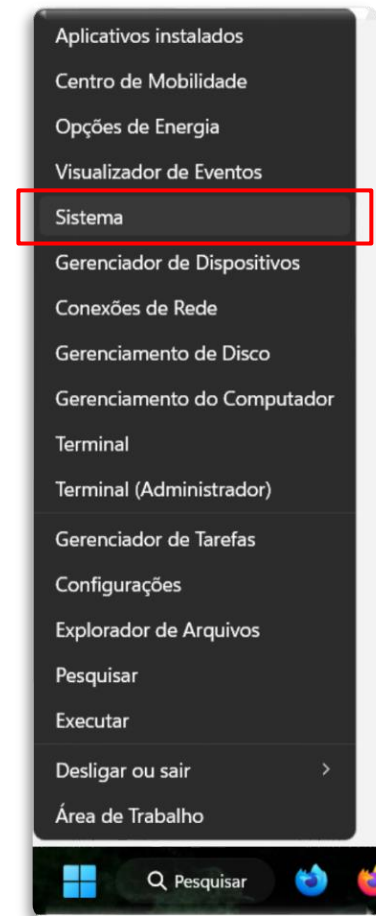 Aplicativos instalados
Centro de Mobilidade
Opções de Energia
Visualizador de Eventos
Sistema
Gerenciador de Dispositivos
Conexões de Rede
Gerenciamento de Disco
Gerenciamento do Computador
Terminal
Terminal (Administrador)
Gerenciador de Tarefas
Configurações
Explorador de Arquivos
Pesquisar
Executar
Desligar ou sair
Área de Trabalho
Pesquisar